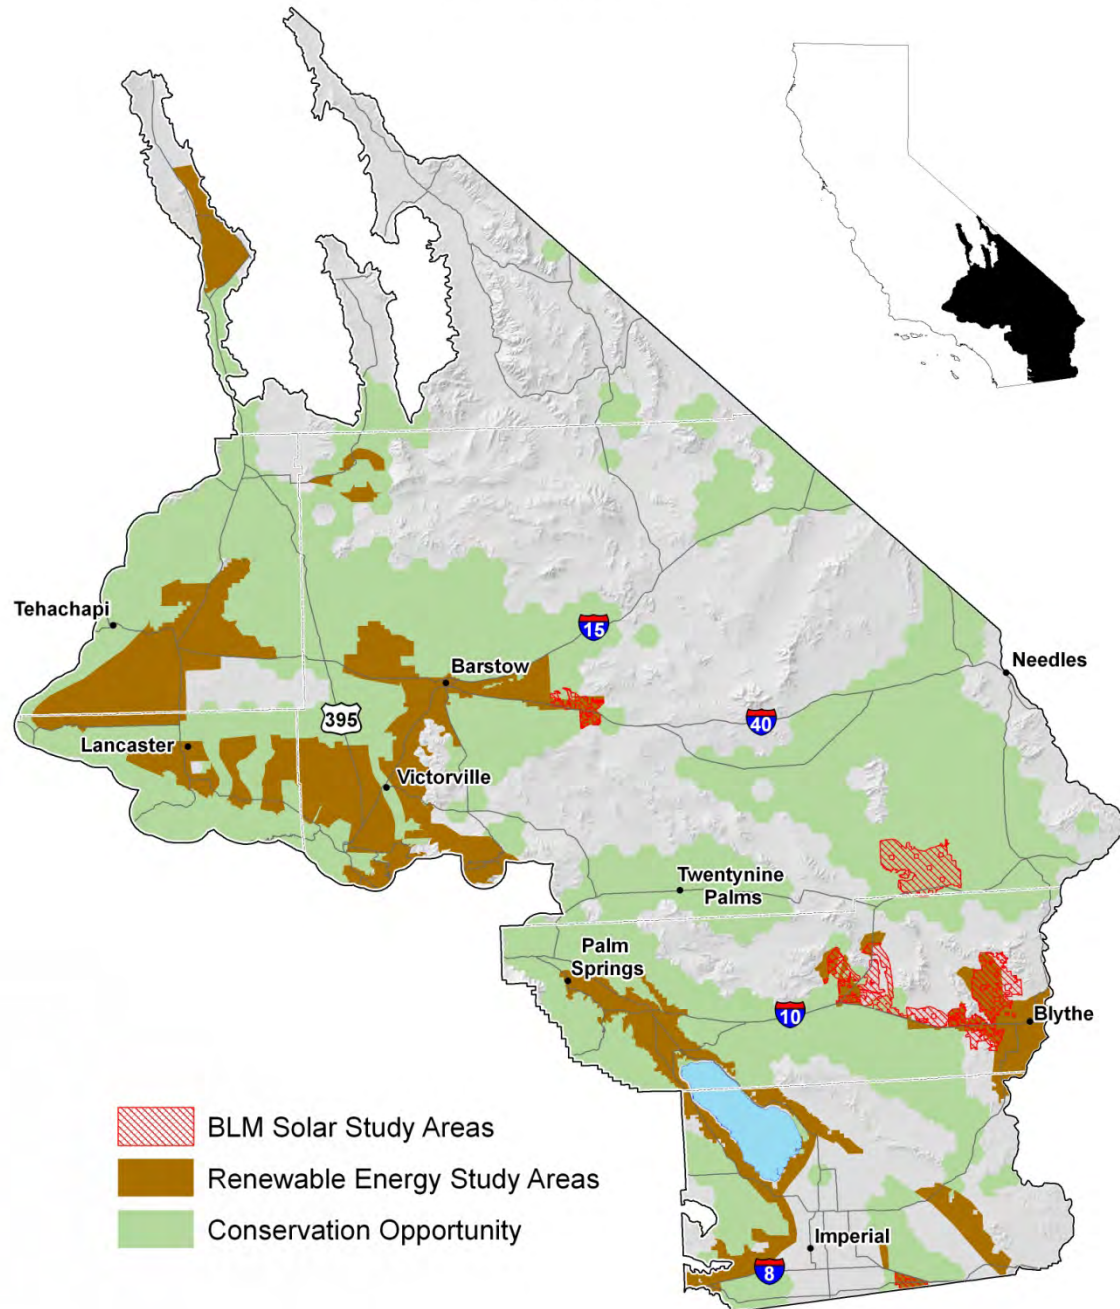 Tehachapi
15
Barstow
Needles
395
40
Lancaster
Victorville
Twentynine
Palms
Palm
Springs
10
Blythe
BLM Solar Study Areas
Renewable Energy Study Areas
Conservation Opportunity
Imperial
8